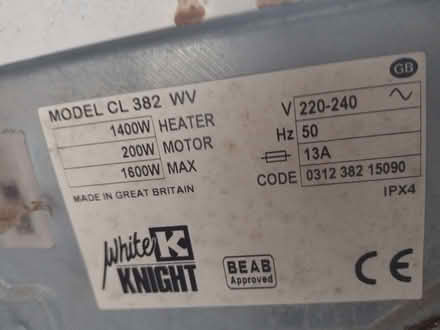 GB
MODEL CL 382 WV
1400W HEATER
200W MOTOR
1600W MAX
MADE IN GREAT BRITAIN
V 220-240
Hz 50
13A
CODE 0312 382 15090
IPX4
White K
KNIGHT
BEAB
Approved
CE